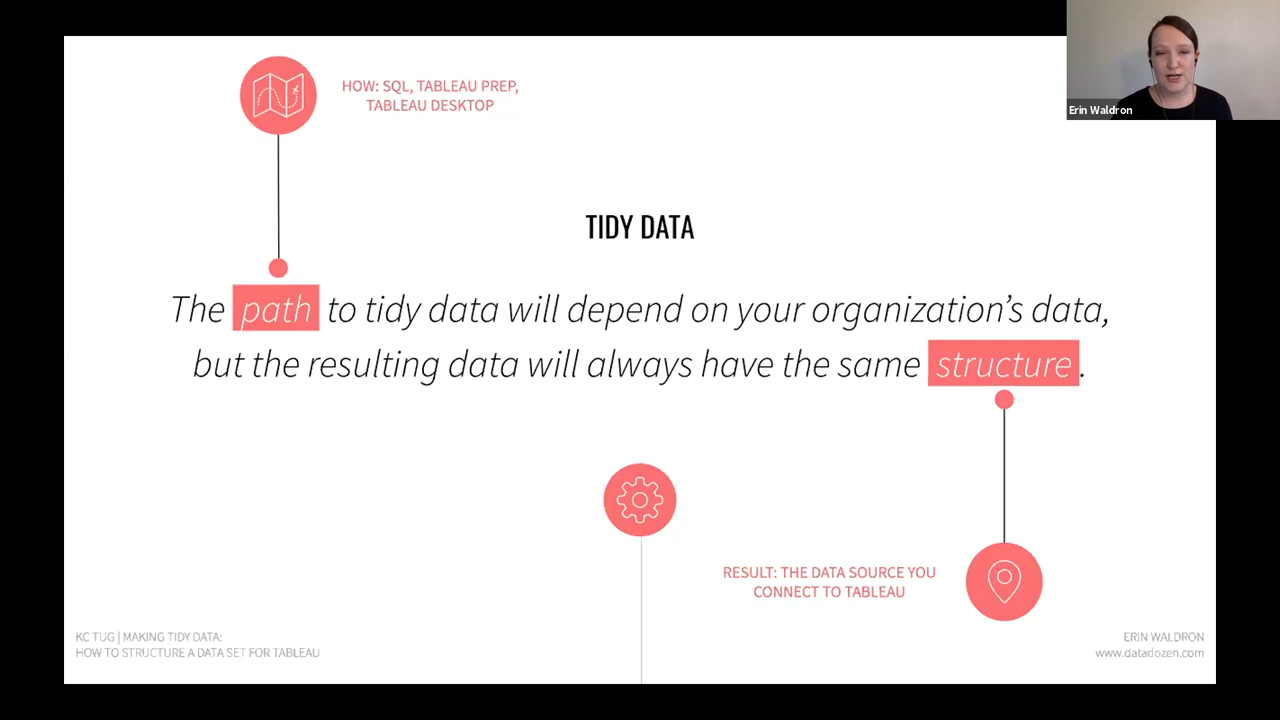 HOW: SQL, TABLEAU PREP,
TABLEAU DESKTOP
Erin Waldron
TIDY DATA
The path to tidy data will depend on your organization’s data,
but the resulting data will always have the same structure.
RESULT: THE DATA SOURCE YOU
CONNECT TO TABLEAU
KC TUG | MAKING TIDY DATA:
HOW TO STRUCTURE A DATA SET FOR TABLEAU
ERIN WALDRON
www.datadozen.com